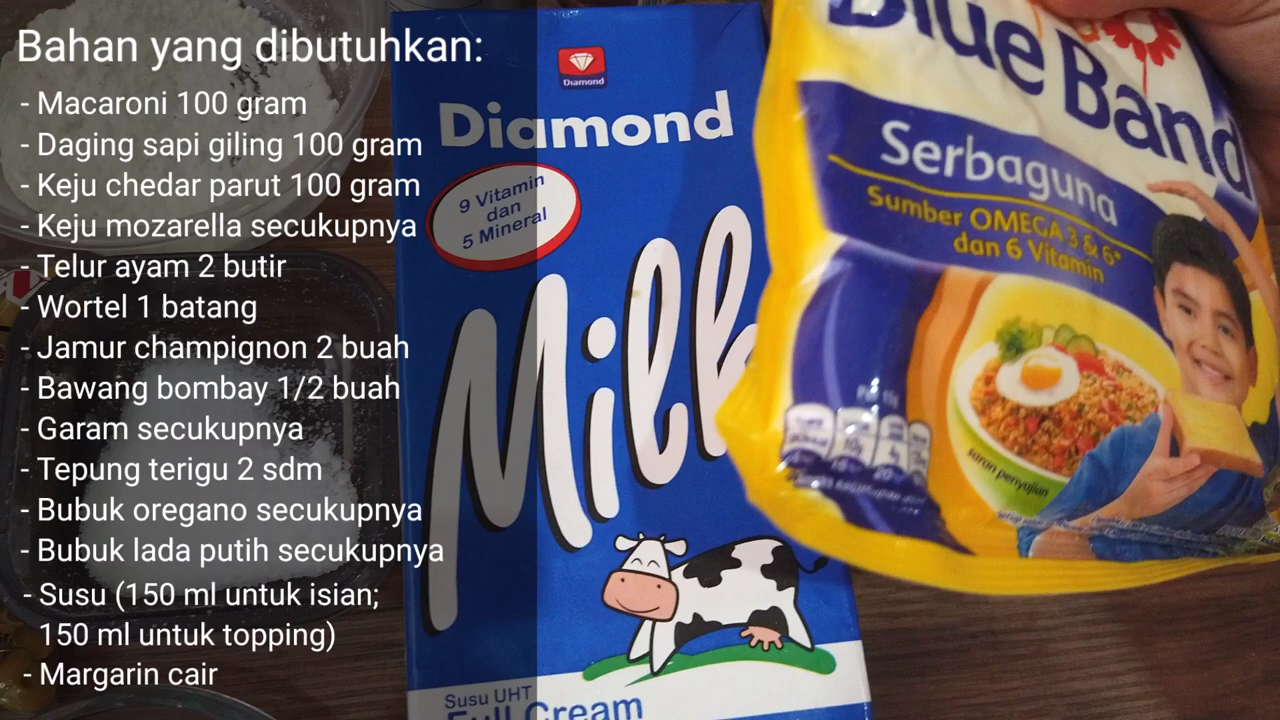 Bahan yang dibutuhkan:
- Macaroni 100 gram
- Daging sapi giling 100 gram
- Keju chedar parut 100 gram
- Keju mozarella secukupnya
- Telur ayam 2 butir
- Wortel 1 batang
- Jamur champignon 2 buah
- Bawang bombay 1/2 buah
- Garam secukupnya
- Tepung terigu 2 sdm
- Bubuk oregano secukupnya
- Bubuk lada putih secukupnya
- Susu (150 ml untuk isian;
150 ml untuk topping)
- Margarin cair
Diamond
Diamond
9 Vitamin
dan
5 Mineral
Milk
Susu UHT
Full Cream
Blue Band
Serbaguna
Sumber OMEGA 3 & 6*
dan 6 Vitamin
saran penyajian